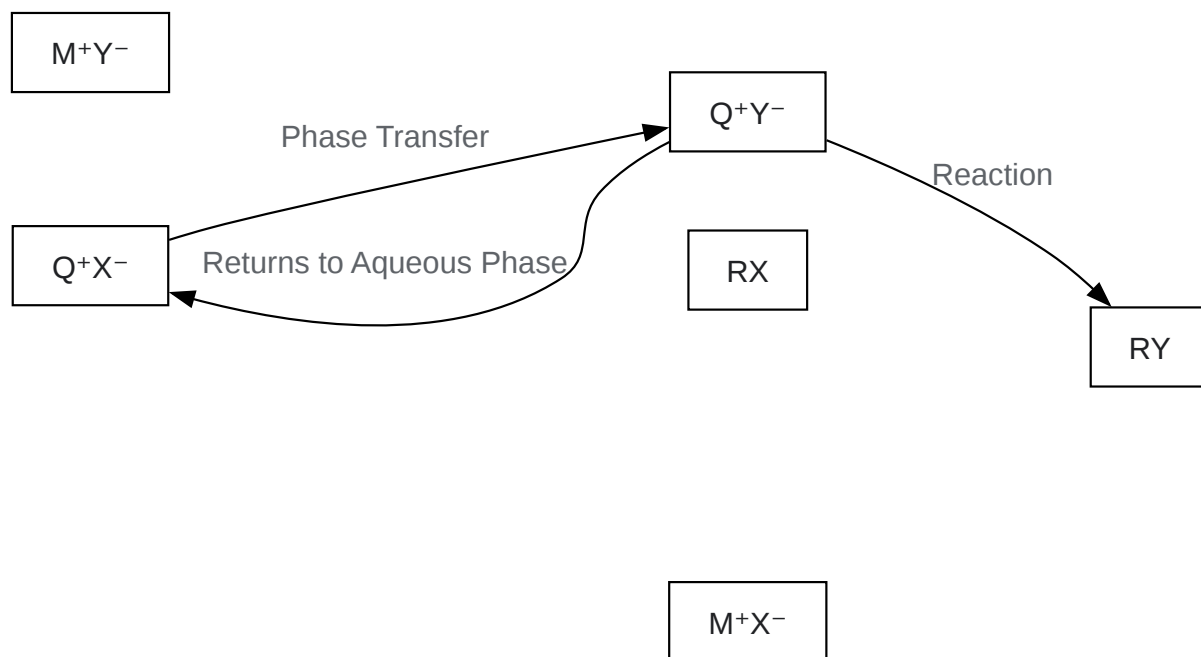 M⁺Y⁻
Phase Transfer
Q⁺Y⁻
Reaction
Q⁺X⁻
Returns to Aqueous Phase
RX
RY
M⁺X⁻